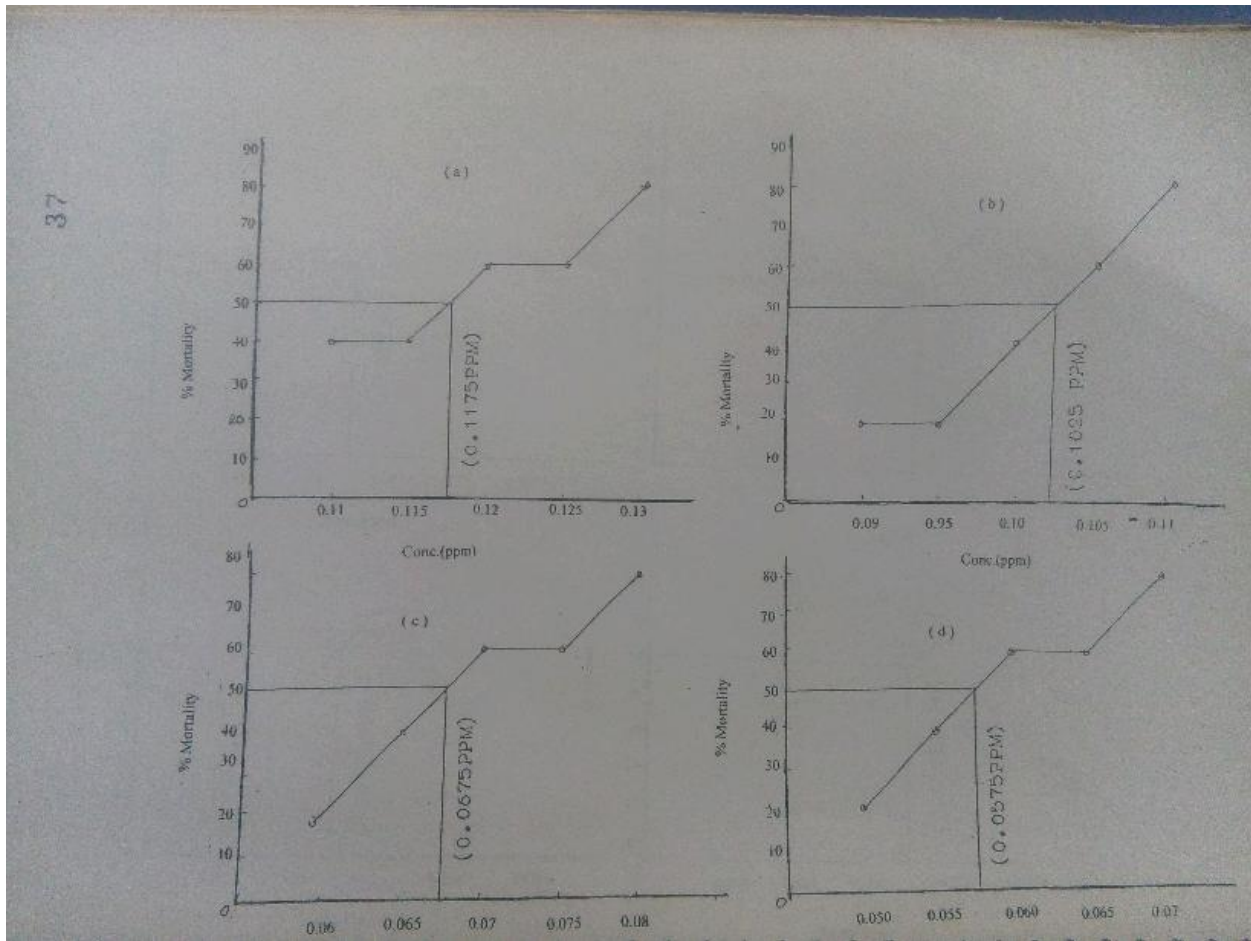 37
(a)
90
80
70
60
50
40
30
20
10
0
% Mortality
(0.1175PPM)
0.11 0.115 0.12 0.125 0.13
Conc.(ppm)
(b)
90
80
70
60
50
40
30
20
10
0
% Mortality
(0.1025 PPM)
0.09 0.95 0.10 0.105 0.11
Conc.(ppm)
(c)
80
70
60
50
40
30
20
10
0
% Mortality
(0.0675PPM)
0.06 0.065 0.07 0.075 0.08
(d)
80
70
60
50
40
30
20
10
0
% Mortality
(0.0575PPM)
0.050 0.055 0.060 0.065 0.07